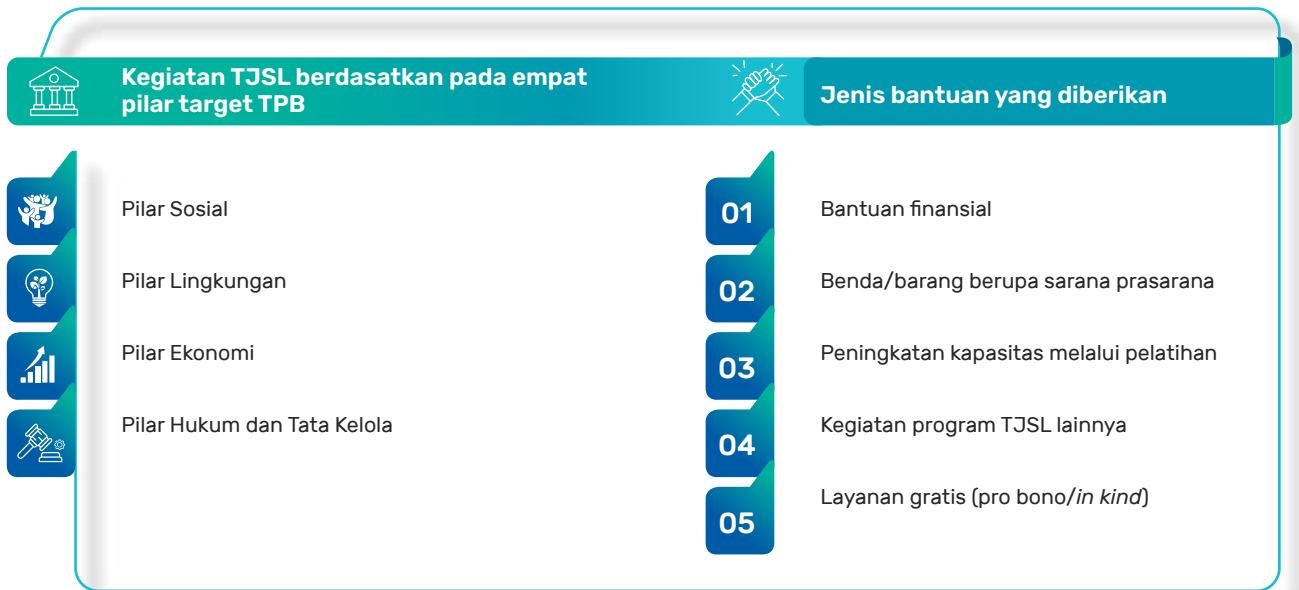 Kegiatan TJSL berdasatkan pada empat
pilar target TPB
Pilar Sosial
Pilar Lingkungan
Pilar Ekonomi
Pilar Hukum dan Tata Kelola
Jenis bantuan yang diberikan
01 Bantuan finansial
02 Benda/barang berupa sarana prasarana
03 Peningkatan kapasitas melalui pelatihan
04 Kegiatan program TJSL lainnya
05 Layanan gratis (pro bono/in kind)